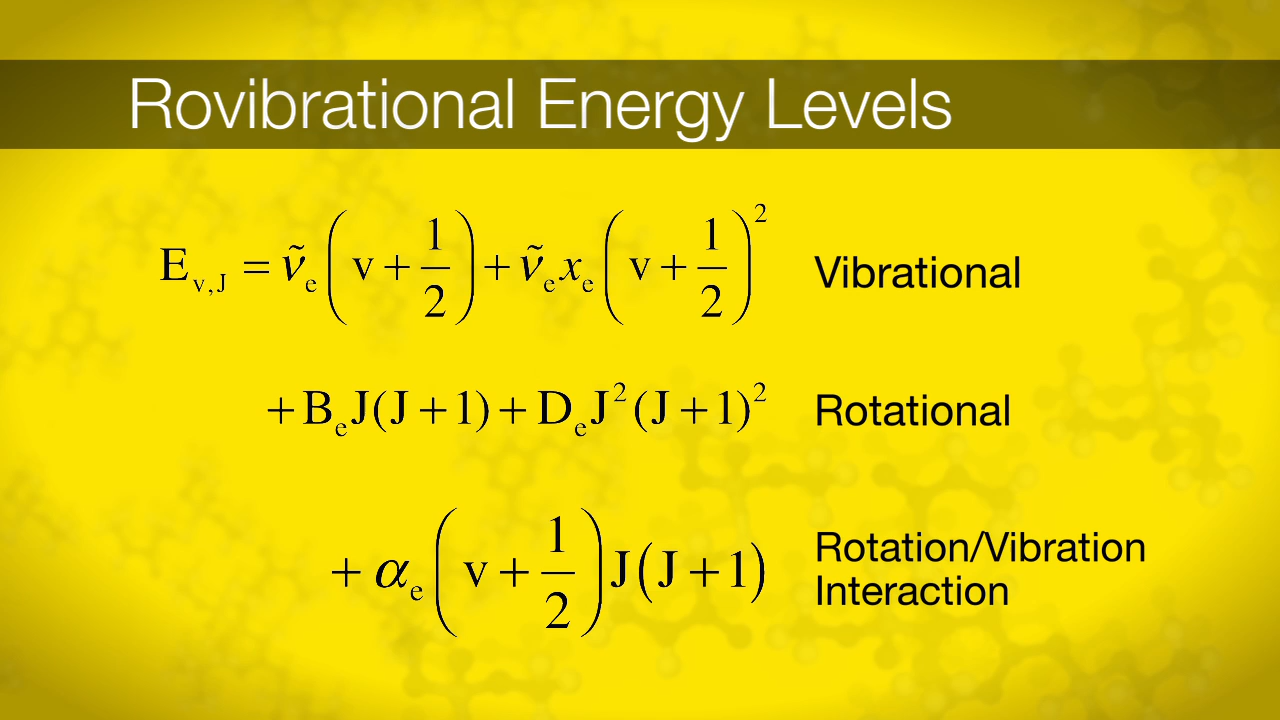 Rovibrational Energy Levels
E_{v,J} = ν̃_e (v + 1/2) + ν̃_e x_e (v + 1/2)^2 Vibrational
+ B_e J(J + 1) + D_e J^2 (J + 1)^2 Rotational
+ α_e (v + 1/2) J(J + 1) Rotation/Vibration
Interaction